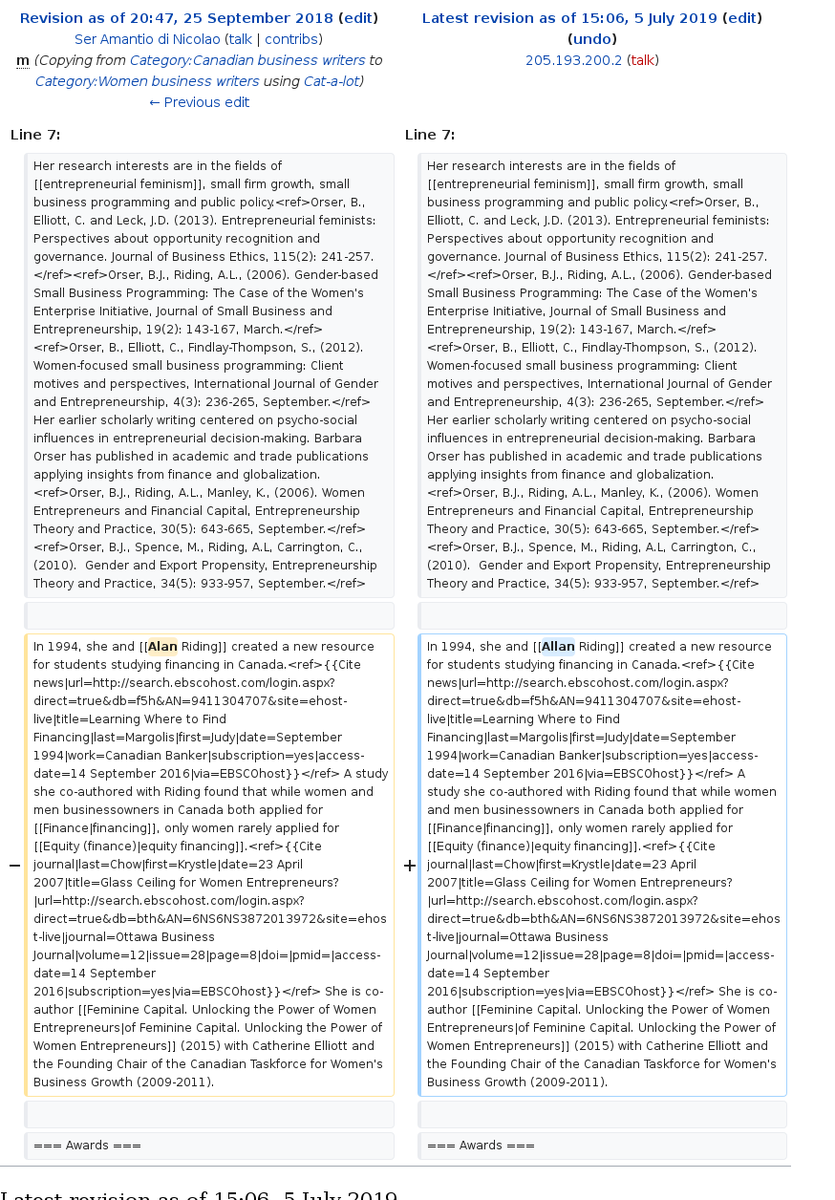 Revision as of 20:47, 25 September 2018 (edit)
Ser Amantio di Nicolao (talk | contribs)
m (Copying from Category:Canadian business writers to
Category:Women business writers using Cat-a-lot)
← Previous edit
Latest revision as of 15:06, 5 July 2019 (edit)
(undo)
205.193.200.2 (talk)
Line 7:
Her research interests are in the fields of
[[entrepreneurial feminism]], small firm growth, small
business programming and public policy.<ref>Orser, B.,
Elliott, C. and Leck, J.D. (2013). Entrepreneurial feminists:
Perspectives about opportunity recognition and
governance. Journal of Business Ethics, 115(2): 241-257.
</ref><ref>Orser, B.J., Riding, A.L., (2006). Gender-based
Small Business Programming: The Case of the Women's
Enterprise Initiative, Journal of Small Business and
Entrepreneurship, 19(2): 143-167, March.</ref>
<ref>Orser, B., Elliott, C., Findlay-Thompson, S., (2012).
Women-focused small business programming: Client
motives and perspectives, International Journal of Gender
and Entrepreneurship, 4(3): 236-265, September.</ref>
Her earlier scholarly writing centered on psycho-social
influences in entrepreneurial decision-making. Barbara
Orser has published in academic and trade publications
applying insights from finance and globalization.
<ref>Orser, B.J., Riding, A.L., Manley, K., (2006). Women
Entrepreneurs and Financial Capital, Entrepreneurship
Theory and Practice, 30(5): 643-665, September.</ref>
<ref>Orser, B.J., Spence, M., Riding, A.L, Carrington, C.,
(2010).  Gender and Export Propensity, Entrepreneurship
Theory and Practice, 34(5): 933-957, September.</ref>
−
In 1994, she and [[Alan Riding]] created a new resource
for students studying financing in Canada.<ref>{{Cite
news|url=http://search.ebscohost.com/login.aspx?
direct=true&db=f5h&AN=9411304707&site=ehost-
live|title=Learning Where to Find
Financing|last=Margolis|first=Judy|date=September
1994|work=Canadian Banker|subscription=yes|access-
date=14 September 2016|via=EBSCOhost}}</ref> A study
she co-authored with Riding found that while women and
men businessowners in Canada both applied for
[[Finance|financing]], only women rarely applied for
[[Equity (finance)|equity financing]].<ref>{{Cite
journal|last=Chow|first=Krystle|date=23 April
2007|title=Glass Ceiling for Women Entrepreneurs?
|url=http://search.ebscohost.com/login.aspx?
direct=true&db=bth&AN=6NS6NS3872013972&site=ehos
t-live|journal=Ottawa Business
Journal|volume=12|issue=28|page=8|doi=|pmid=|access-
date=14 September
2016|subscription=yes|via=EBSCOhost}}</ref> She is co-
author [[Feminine Capital. Unlocking the Power of Women
Entrepreneurs|of Feminine Capital. Unlocking the Power of
Women Entrepreneurs]] (2015) with Catherine Elliott and
the Founding Chair of the Canadian Taskforce for Women's
Business Growth (2009-2011).
=== Awards ===
Line 7:
Her research interests are in the fields of
[[entrepreneurial feminism]], small firm growth, small
business programming and public policy.<ref>Orser, B.,
Elliott, C. and Leck, J.D. (2013). Entrepreneurial feminists:
Perspectives about opportunity recognition and
governance. Journal of Business Ethics, 115(2): 241-257.
</ref><ref>Orser, B.J., Riding, A.L., (2006). Gender-based
Small Business Programming: The Case of the Women's
Enterprise Initiative, Journal of Small Business and
Entrepreneurship, 19(2): 143-167, March.</ref>
<ref>Orser, B., Elliott, C., Findlay-Thompson, S., (2012).
Women-focused small business programming: Client
motives and perspectives, International Journal of Gender
and Entrepreneurship, 4(3): 236-265, September.</ref>
Her earlier scholarly writing centered on psycho-social
influences in entrepreneurial decision-making. Barbara
Orser has published in academic and trade publications
applying insights from finance and globalization.
<ref>Orser, B.J., Riding, A.L., Manley, K., (2006). Women
Entrepreneurs and Financial Capital, Entrepreneurship
Theory and Practice, 30(5): 643-665, September.</ref>
<ref>Orser, B.J., Spence, M., Riding, A.L, Carrington, C.,
(2010).  Gender and Export Propensity, Entrepreneurship
Theory and Practice, 34(5): 933-957, September.</ref>
+
In 1994, she and [[Allan Riding]] created a new resource
for students studying financing in Canada.<ref>{{Cite
news|url=http://search.ebscohost.com/login.aspx?
direct=true&db=f5h&AN=9411304707&site=ehost-
live|title=Learning Where to Find
Financing|last=Margolis|first=Judy|date=September
1994|work=Canadian Banker|subscription=yes|access-
date=14 September 2016|via=EBSCOhost}}</ref> A
study she co-authored with Riding found that while women
and men businessowners in Canada both applied for
[[Finance|financing]], only women rarely applied for
[[Equity (finance)|equity financing]].<ref>{{Cite
journal|last=Chow|first=Krystle|date=23 April
2007|title=Glass Ceiling for Women Entrepreneurs?
|url=http://search.ebscohost.com/login.aspx?
direct=true&db=bth&AN=6NS6NS3872013972&site=ehos
t-live|journal=Ottawa Business
Journal|volume=12|issue=28|page=8|doi=|pmid=|access-
date=14 September
2016|subscription=yes|via=EBSCOhost}}</ref> She is co-
author [[Feminine Capital. Unlocking the Power of Women
Entrepreneurs|of Feminine Capital. Unlocking the Power of
Women Entrepreneurs]] (2015) with Catherine Elliott and
the Founding Chair of the Canadian Taskforce for Women's
Business Growth (2009-2011).
=== Awards ===
Latest revision as of 15:06, 5 July 2019